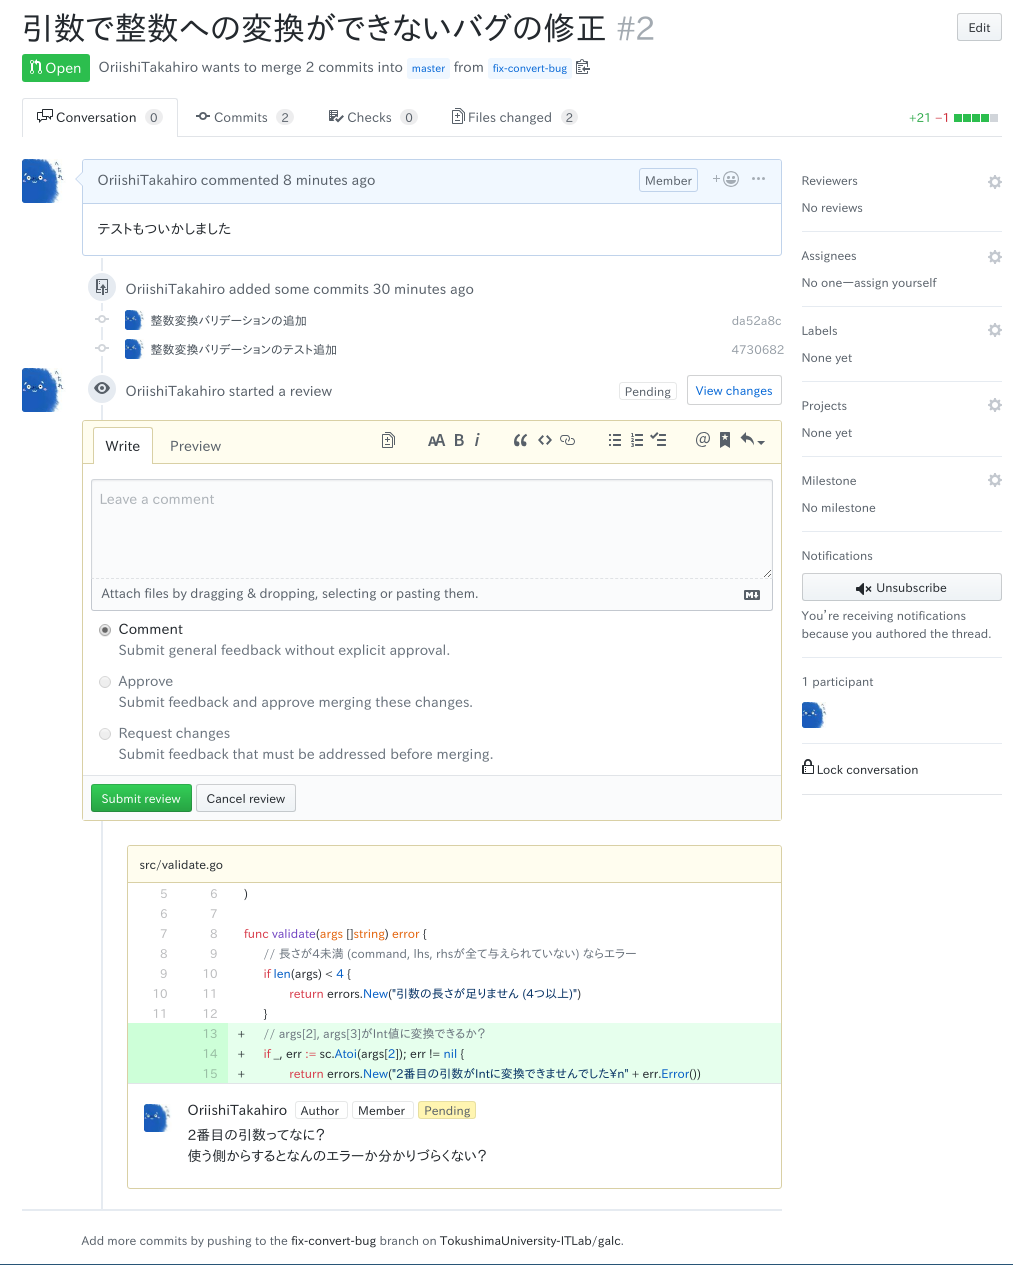 引数で整数への変換ができないバグの修正 #2
Edit
Open OriishiTakahiro wants to merge 2 commits into master from fix-convert-bug
Conversation 0 Commits 2 Checks 0 Files changed 2 +21 −1
OriishiTakahiro commented 8 minutes ago Member
テストもついかしました
OriishiTakahiro added some commits 30 minutes ago
整数変換バリデーションの追加 da52a8c
整数変換バリデーションのテスト追加 4730682
OriishiTakahiro started a review Pending View changes
Write Preview
Leave a comment
Attach files by dragging & dropping, selecting or pasting them.
Comment
Submit general feedback without explicit approval.
Approve
Submit feedback and approve merging these changes.
Request changes
Submit feedback that must be addressed before merging.
Submit review Cancel review
src/validate.go
5 6 )
6 7
7 8 func validate(args []string) error {
8 9 // 長さが4未満 (command, lhs, rhsが全て与えられていない) ならエラー
9 10 if len(args) < 4 {
10 11 return errors.New("引数の長さが足りません (4つ以上)")
11 12 }
13 + // args[2], args[3]がInt値に変換できるか?
14 + if _, err := sc.Atoi(args[2]); err != nil {
15 + return errors.New("2番目の引数がIntに変換できませんでした¥n" + err.Error())
OriishiTakahiro Author Member Pending
2番目の引数ってなに?
使う側からするとなんのエラーか分かりづらくない?
Add more commits by pushing to the fix-convert-bug branch on TokushimaUniversity-ITLab/galc.
Reviewers
No reviews
Assignees
No one—assign yourself
Labels
None yet
Projects
None yet
Milestone
No milestone
Notifications
Unsubscribe
You're receiving notifications
because you authored the thread.
1 participant
Lock conversation